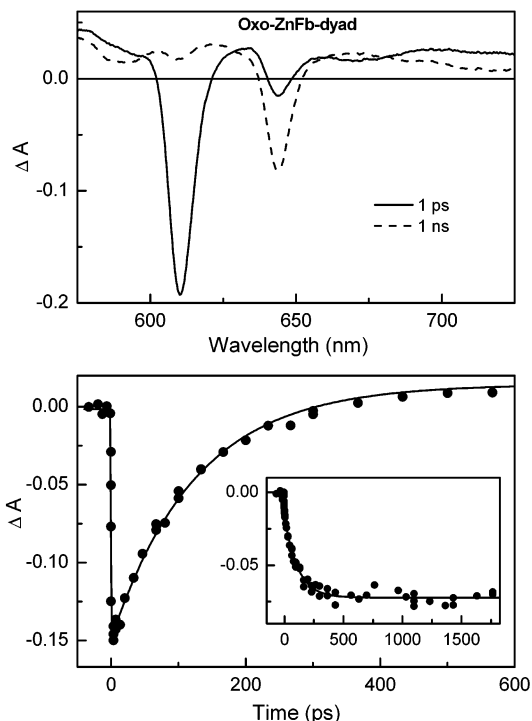 Oxo-ZnFb-dyad
0.0
-0.1
-0.2
Δ A
1 ps
1 ns
600
650
700
Wavelength (nm)
0.00
-0.05
-0.10
-0.15
Δ A
0.00
-0.05
0
500
1000
1500
0
200
400
600
Time (ps)